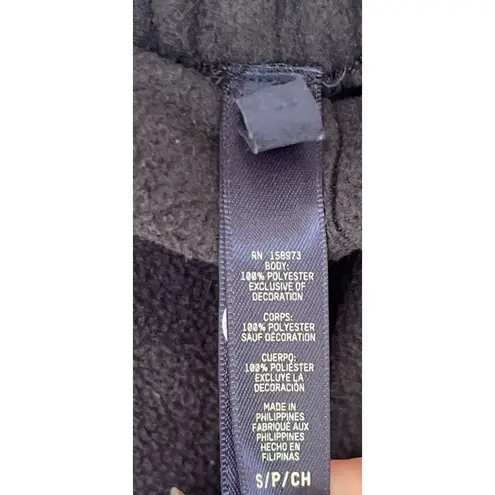 RN 158973
BODY:
100% POLYESTER
EXCLUSIVE OF
DECORATION
CORPS:
100% POLYESTER
SAUF DÉCORATION
CUERPO:
100% POLIÉSTER
EXCLUYE LA
DECORACIÓN
MADE IN
PHILIPPINES
FABRIQUÉ AUX
PHILIPPINES
HECHO EN
FILIPINAS
S/P/CH